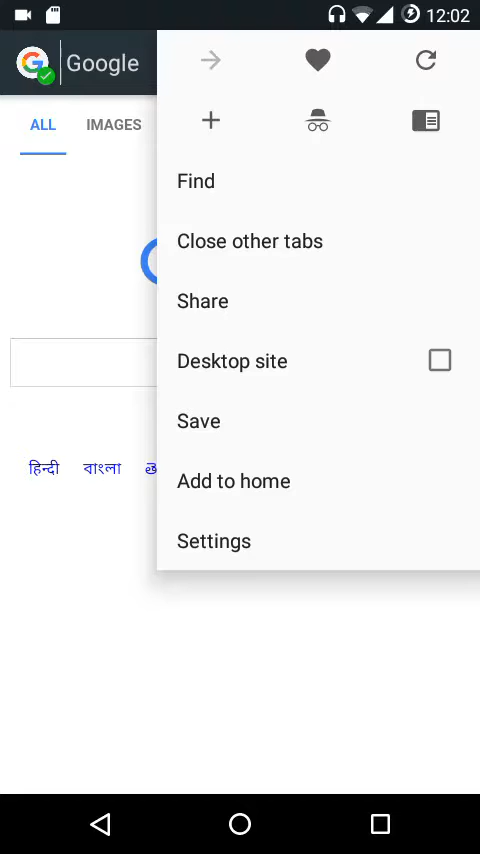 12:02
Google
ALL IMAGES
Find
Close other tabs
Share
Desktop site
Save
हिन्दी বাংলা
Add to home
Settings